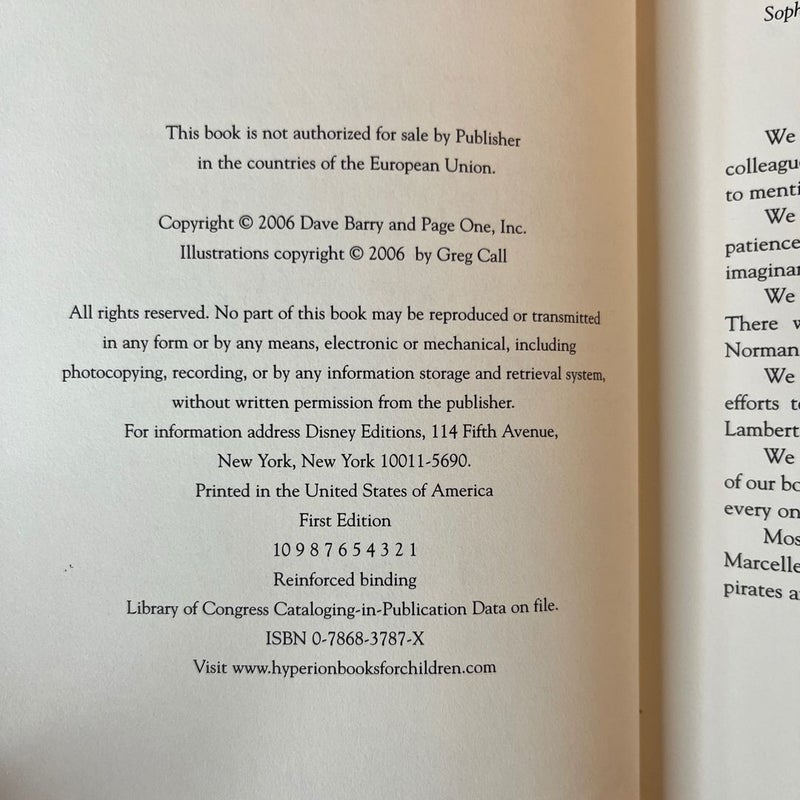 This book is not authorized for sale by Publisher
in the countries of the European Union.
Copyright © 2006 Dave Barry and Page One, Inc.
Illustrations copyright © 2006 by Greg Call
All rights reserved. No part of this book may be reproduced or transmitted
in any form or by any means, electronic or mechanical, including
photocopying, recording, or by any information storage and retrieval system,
without written permission from the publisher.
For information address Disney Editions, 114 Fifth Avenue,
New York, New York 10011-5690.
Printed in the United States of America
First Edition
10 9 8 7 6 5 4 3 2 1
Reinforced binding
Library of Congress Cataloging-in-Publication Data on file.
ISBN 0-7868-3787-X
Visit www.hyperionbooksforchildren.com
Soph
We
colleagu
to menti
We
patience
imaginar
We
There w
Norman
We
efforts t
Lambert
We
of our bo
every on
Mos
Marcelle
pirates a